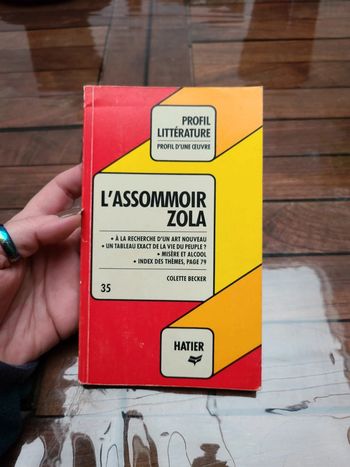 PROFIL
LITTÉRATURE
PROFIL D'UNE ŒUVRE
L'ASSOMMOIR
ZOLA
• À LA RECHERCHE D'UN ART NOUVEAU
• UN TABLEAU EXACT DE LA VIE DU PEUPLE ?
• MISÈRE ET ALCOOL
• INDEX DES THÈMES, PAGE 79
COLETTE BECKER
35
HATIER